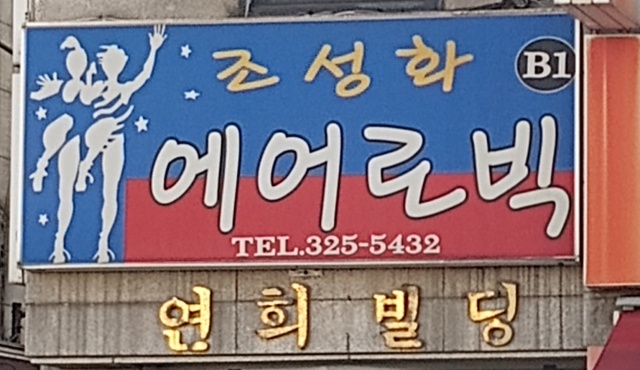 조성화 B1
에어로빅
TEL.325-5432
연희빌딩